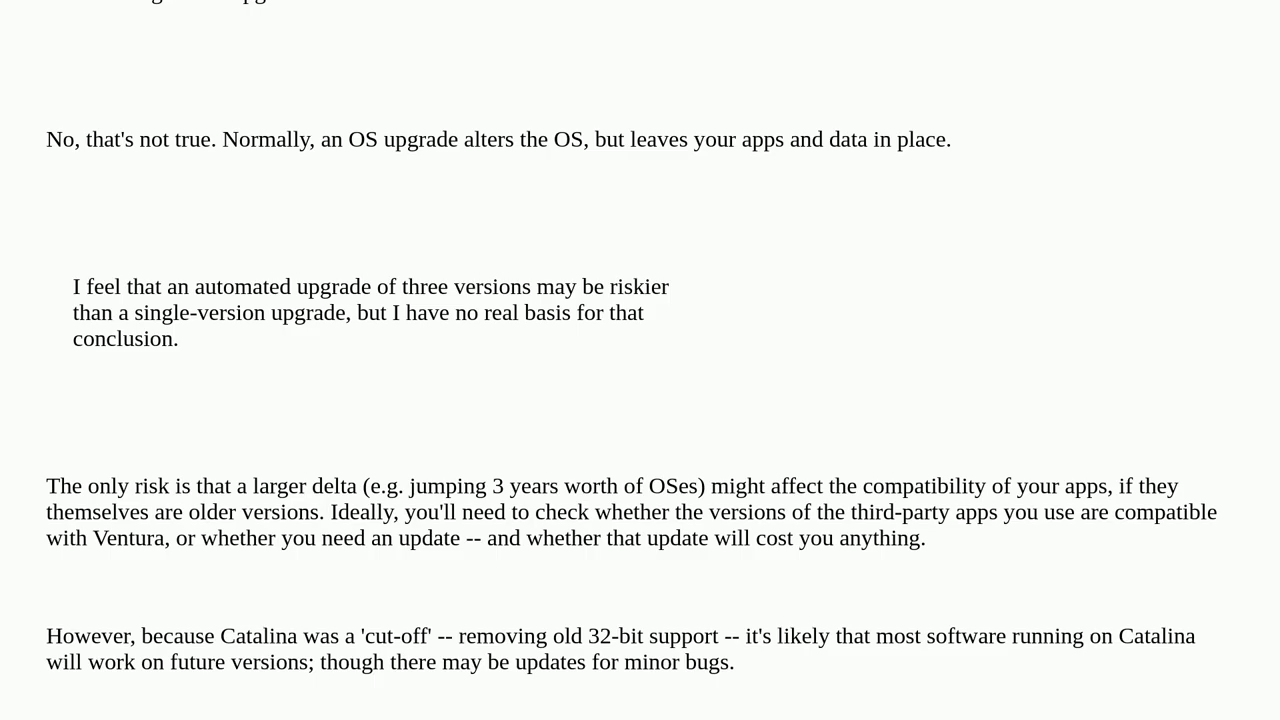 No, that's not true. Normally, an OS upgrade alters the OS, but leaves your apps and data in place.
I feel that an automated upgrade of three versions may be riskier
than a single-version upgrade, but I have no real basis for that
conclusion.
The only risk is that a larger delta (e.g. jumping 3 years worth of OSes) might affect the compatibility of your apps, if they
themselves are older versions. Ideally, you'll need to check whether the versions of the third-party apps you use are compatible
with Ventura, or whether you need an update -- and whether that update will cost you anything.
However, because Catalina was a 'cut-off' -- removing old 32-bit support -- it's likely that most software running on Catalina
will work on future versions; though there may be updates for minor bugs.